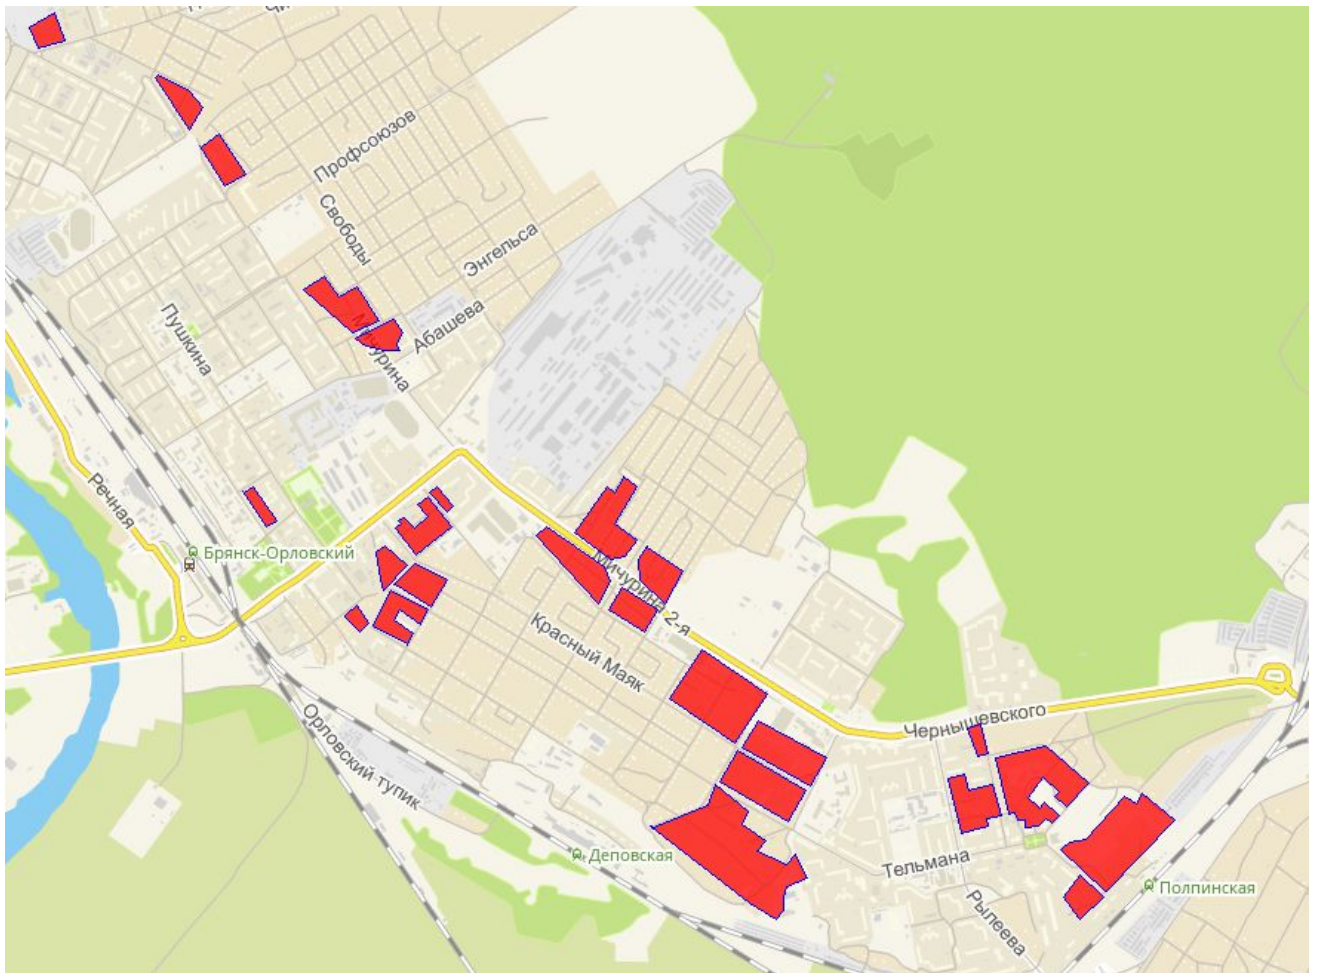 Профсоюзов
Свободы
Энгельса
Абашева
Пушкина
Мичурина
Речная
Брянск-Орловский
Мичурина 2-я
Красный Маяк
Орловский тупик
Чернышевского
Деповская
Тельмана
Полпинская
Рылеева